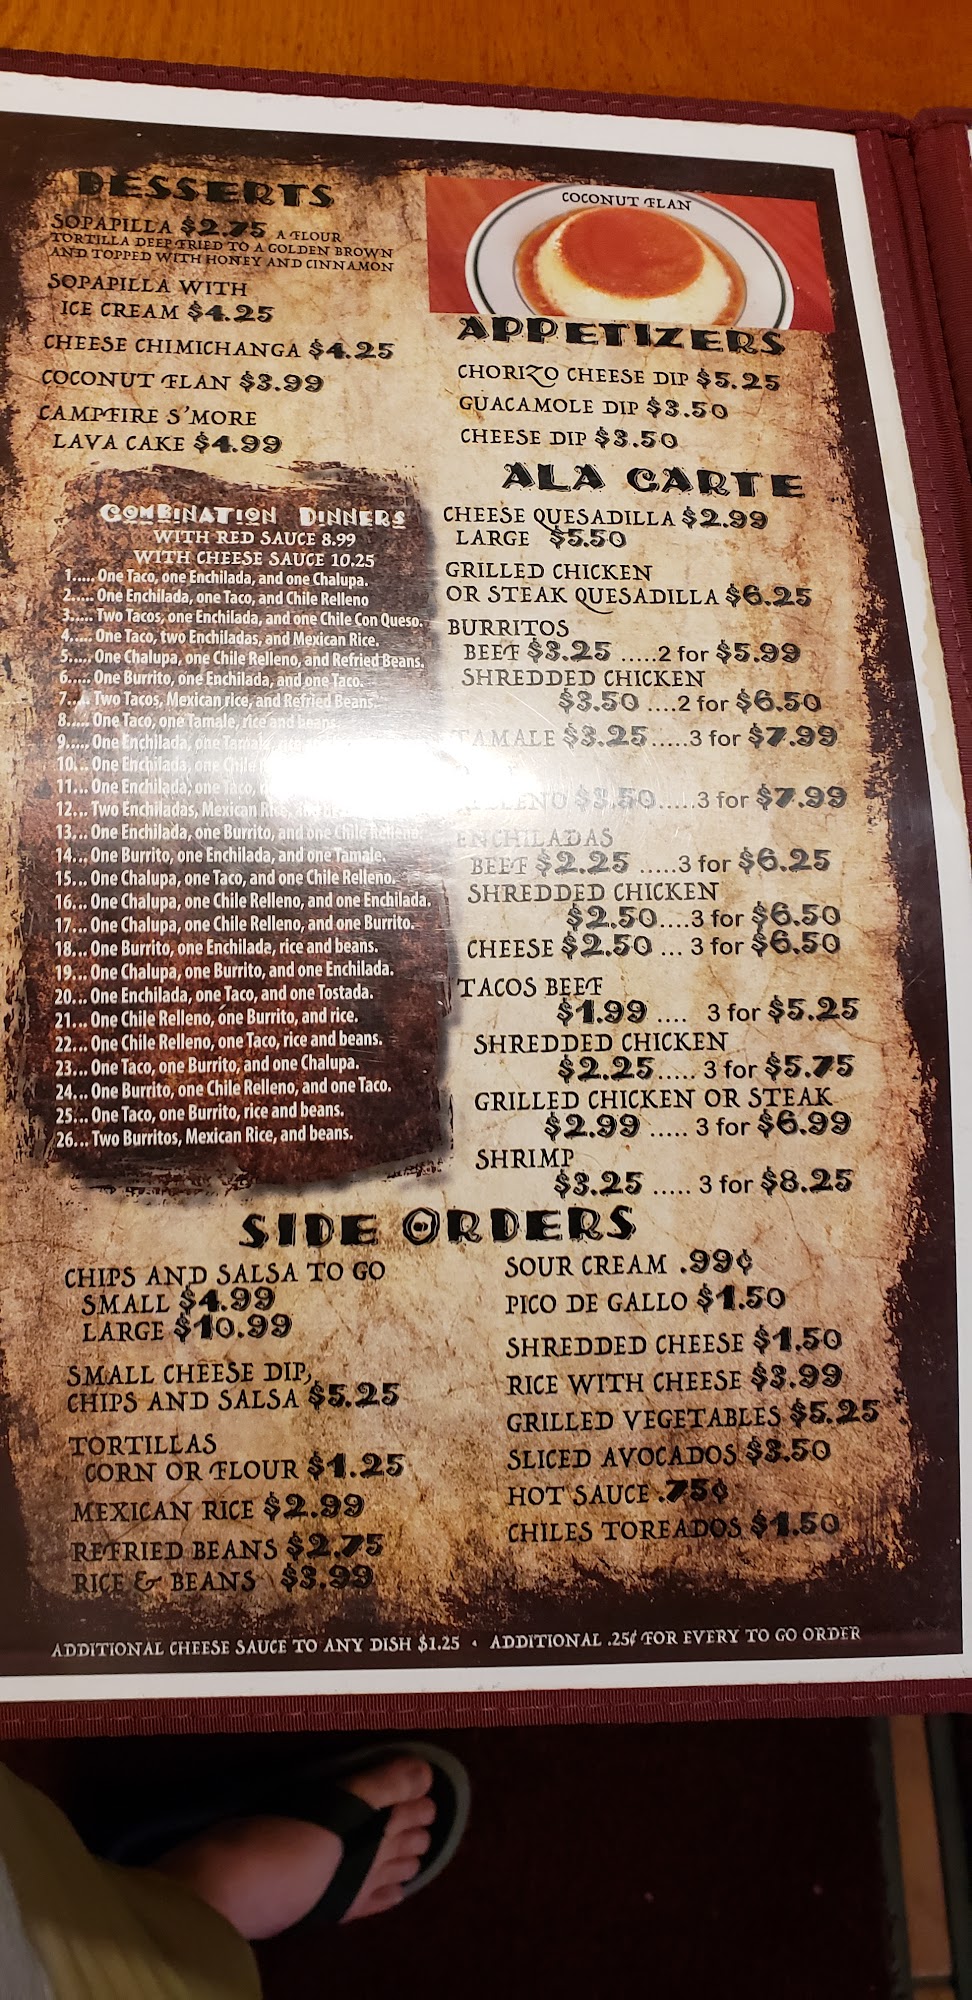 DESSERTS
SOPAPILLA $2.75 A FLOUR
TORTILLA DEEP FRIED TO A GOLDEN BROWN
AND TOPPED WITH HONEY AND CINNAMON
SOPAPILLA WITH
ICE CREAM $4.25
CHEESE CHIMICHANGA $4.25
COCONUT FLAN $3.99
CAMPFIRE S'MORE
LAVA CAKE $4.99
COMBINATION DINNERS
WITH RED SAUCE 8.99
WITH CHEESE SAUCE 10.25
1..... One Taco, one Enchilada, and one Chalupa.
2..... One Enchilada, one Taco, and Chile Relleno
3..... Two Tacos, one Enchilada, and one Chile Con Queso.
4..... One Taco, two Enchiladas, and Mexican Rice.
5..... One Chalupa, one Chile Relleno, and Refried Beans.
6..... One Burrito, one Enchilada, and one Taco.
7..... Two Tacos, Mexican rice, and Refried Beans.
8..... One Taco, one Tamale, rice and beans.
9..... One Enchilada, one Tamale, rice
10... One Enchilada, one Chile
11... One Enchilada, one Taco,
12... Two Enchiladas, Mexican Rice,
13... One Enchilada, one Burrito, and one Chile Relleno.
14... One Burrito, one Enchilada, and one Tamale.
15... One Chalupa, one Taco, and one Chile Relleno.
16... One Chalupa, one Chile Relleno, and one Enchilada.
17... One Chalupa, one Chile Relleno, and one Burrito.
18... One Burrito, one Enchilada, rice and beans.
19... One Chalupa, one Burrito, and one Enchilada.
20... One Enchilada, one Taco, and one Tostada.
21... One Chile Relleno, one Burrito, and rice.
22... One Chile Relleno, one Taco, rice and beans.
23... One Taco, one Burrito, and one Chalupa.
24... One Burrito, one Chile Relleno, and one Taco.
25... One Taco, one Burrito, rice and beans.
26... Two Burritos, Mexican Rice, and beans.
COCONUT FLAN
APPETIZERS
CHORIZO CHEESE DIP $5.25
GUACAMOLE DIP $3.50
CHEESE DIP $3.50
ALA CARTE
CHEESE QUESADILLA $2.99
LARGE $5.50
GRILLED CHICKEN
OR STEAK QUESADILLA $6.25
BURRITOS
BEEF $3.25 .....2 for $5.99
SHREDDED CHICKEN
$3.50 ....2 for $6.50
TAMALE $3.25.....3 for $7.99
$3.50.....3 for $7.99
ENCHILADAS
BEEF $2.25 .....3 for $6.25
SHREDDED CHICKEN
$2.50....3 for $6.50
CHEESE $2.50 ... 3 for $6.50
TACOS BEEF
$1.99 .... 3 for $5.25
SHREDDED CHICKEN
$2.25..... 3 for $5.75
GRILLED CHICKEN OR STEAK
$2.99 ..... 3 for $6.99
SHRIMP
$3.25 ..... 3 for $8.25
SIDE ORDERS
CHIPS AND SALSA TO GO
SMALL $4.99
LARGE $10.99
SMALL CHEESE DIP,
CHIPS AND SALSA $5.25
TORTILLAS
CORN OR FLOUR $1.25
MEXICAN RICE $2.99
REFRIED BEANS $2.75
RICE & BEANS $3.99
SOUR CREAM .99¢
PICO DE GALLO $1.50
SHREDDED CHEESE $1.50
RICE WITH CHEESE $3.99
GRILLED VEGETABLES $5.25
SLICED AVOCADOS $3.50
HOT SAUCE .75¢
CHILES TOREADOS $1.50
ADDITIONAL CHEESE SAUCE TO ANY DISH $1.25 • ADDITIONAL .25¢ FOR EVERY TO GO ORDER